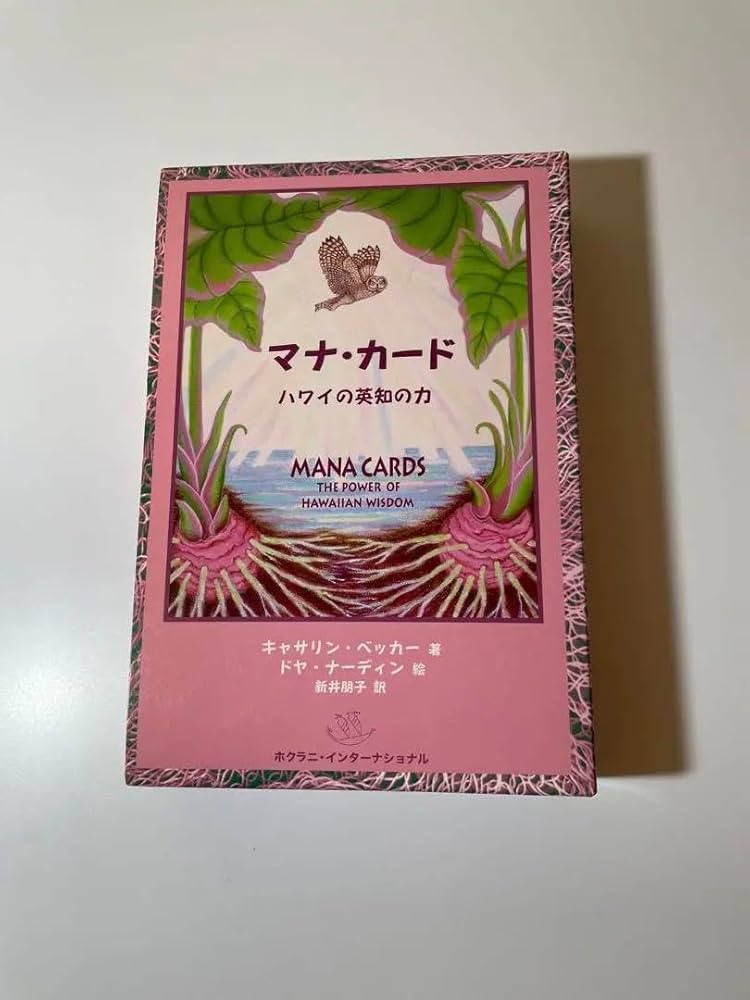 マナ・カード
ハワイの英知の力
MANA CARDS
THE POWER OF
HAWAIIAN WISDOM
キャサリン・ベッカー 著
ドヤ・ナーディン 絵
新井朋子 訳
ホクラニ・インターナショナル